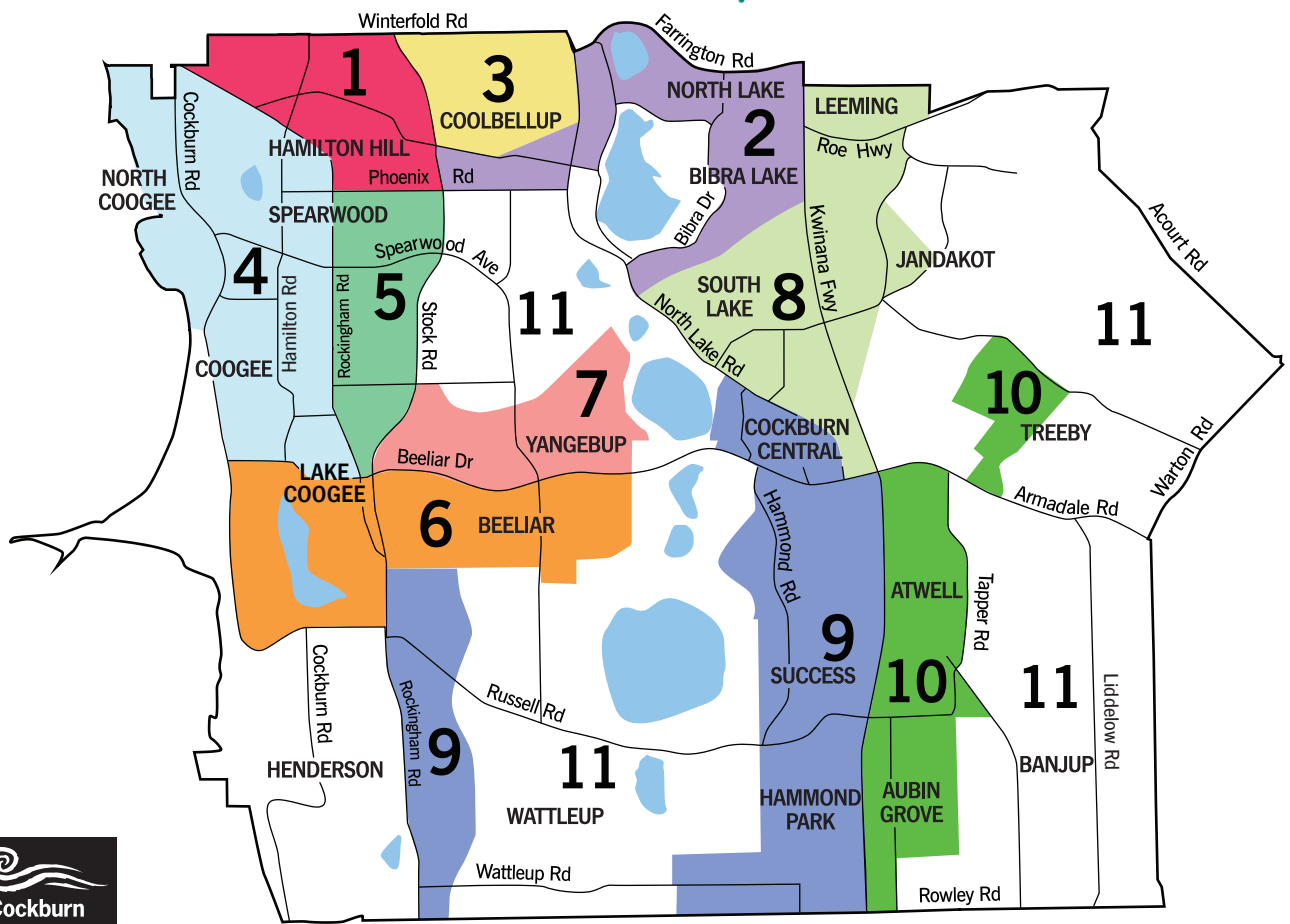 Winterfold Rd
Farrington Rd
1
3
COOLBELLUP
NORTH LAKE
2
BIBRA LAKE
LEEMING
Roe Hwy
Cockburn Rd
HAMILTON HILL
Phoenix Rd
NORTH
COOGEE
SPEARWOOD
Spearwood Ave
Bibra Dr
Kwinana Fwy
JANDAKOT
Acourt Rd
4
Hamilton Rd
Rockingham Rd
5
Stock Rd
11
SOUTH
LAKE
8
North Lake Rd
11
COOGEE
7
YANGEBUP
10
TREEBY
COCKBURN
CENTRAL
Warton Rd
Beeliar Dr
LAKE
COOGEE
6
BEELIAR
Armadale Rd
Hammond Rd
ATWELL
Tapper Rd
9
SUCCESS
10
11
Liddelow Rd
Cockburn Rd
Rockingham Rd
Russell Rd
9
HENDERSON
11
WATTLEUP
BANJUP
HAMMOND
PARK
AUBIN
GROVE
Wattleup Rd
Rowley Rd
Cockburn